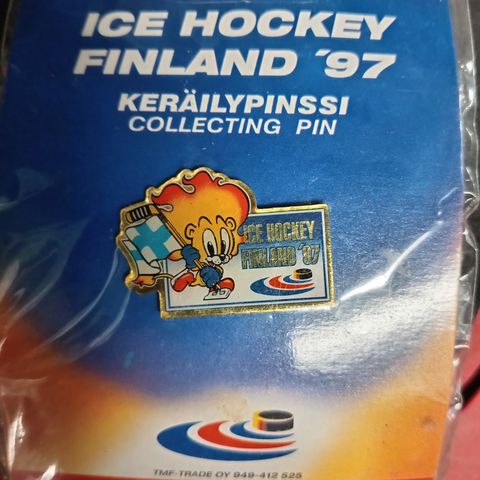 ICE HOCKEY
FINLAND ´97
KERÄILYPINSSI
COLLECTING PIN
ICE HOCKEY
FINLAND ´97
TMF-TRADE OY 949-412 525